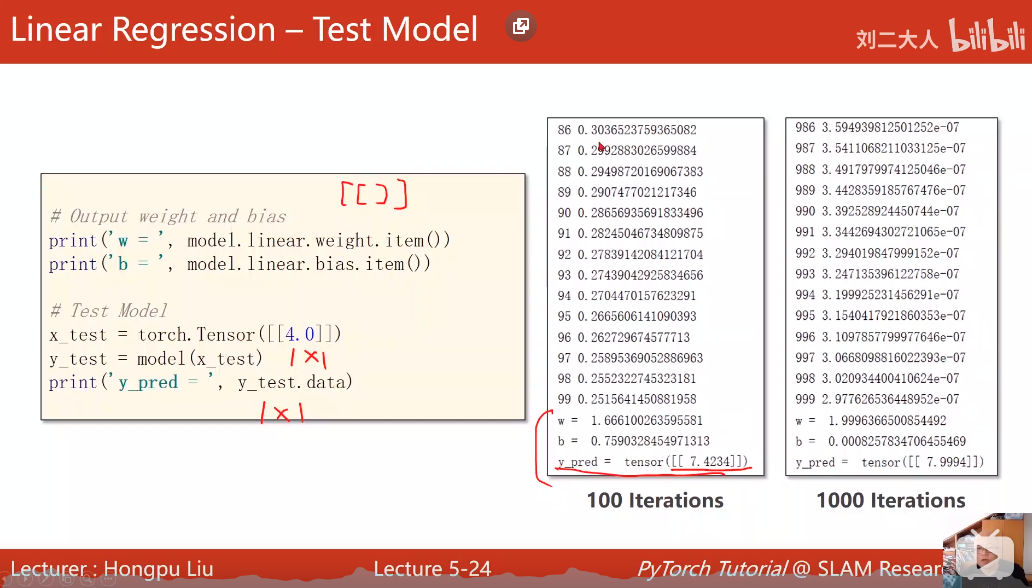 Linear Regression – Test Model
刘二大人 bilibili
[[]]
# Output weight and bias
print('w = ', model.linear.weight.item())
print('b = ', model.linear.bias.item())
# Test Model
x_test = torch.Tensor([[4.0]])
y_test = model(x_test) 1×1
print('y_pred = ', y_test.data)
1×1
86 0.3036523759365082
87 0.2992883026599884
88 0.29498720169067383
89 0.2907477021217346
90 0.28656935691833496
91 0.28245046734809875
92 0.27839142084121704
93 0.27439042925834656
94 0.2704470157623291
95 0.2665606141090393
96 0.262729674577713
97 0.25895369052886963
98 0.2552322745323181
99 0.2515641450881958
w = 1.666100263595581
b = 0.7590328454971313
y_pred = tensor([[ 7.4234]])
100 Iterations
986 3.594939812501252e-07
987 3.5411068211033125e-07
988 3.4917979974125046e-07
989 3.4428359185767476e-07
990 3.392528924450744e-07
991 3.3442694302721065e-07
992 3.294019847999152e-07
993 3.247135396122758e-07
994 3.199925231456291e-07
995 3.1540417921860353e-07
996 3.1097857799977646e-07
997 3.0668098816022393e-07
998 3.020934400410624e-07
999 2.977626536448952e-07
w = 1.9996366500854492
b = 0.0008257834706455469
y_pred = tensor([[ 7.9994]])
1000 Iterations
Lecturer : Hongpu Liu
Lecture 5-24
PyTorch Tutorial @ SLAM Resear